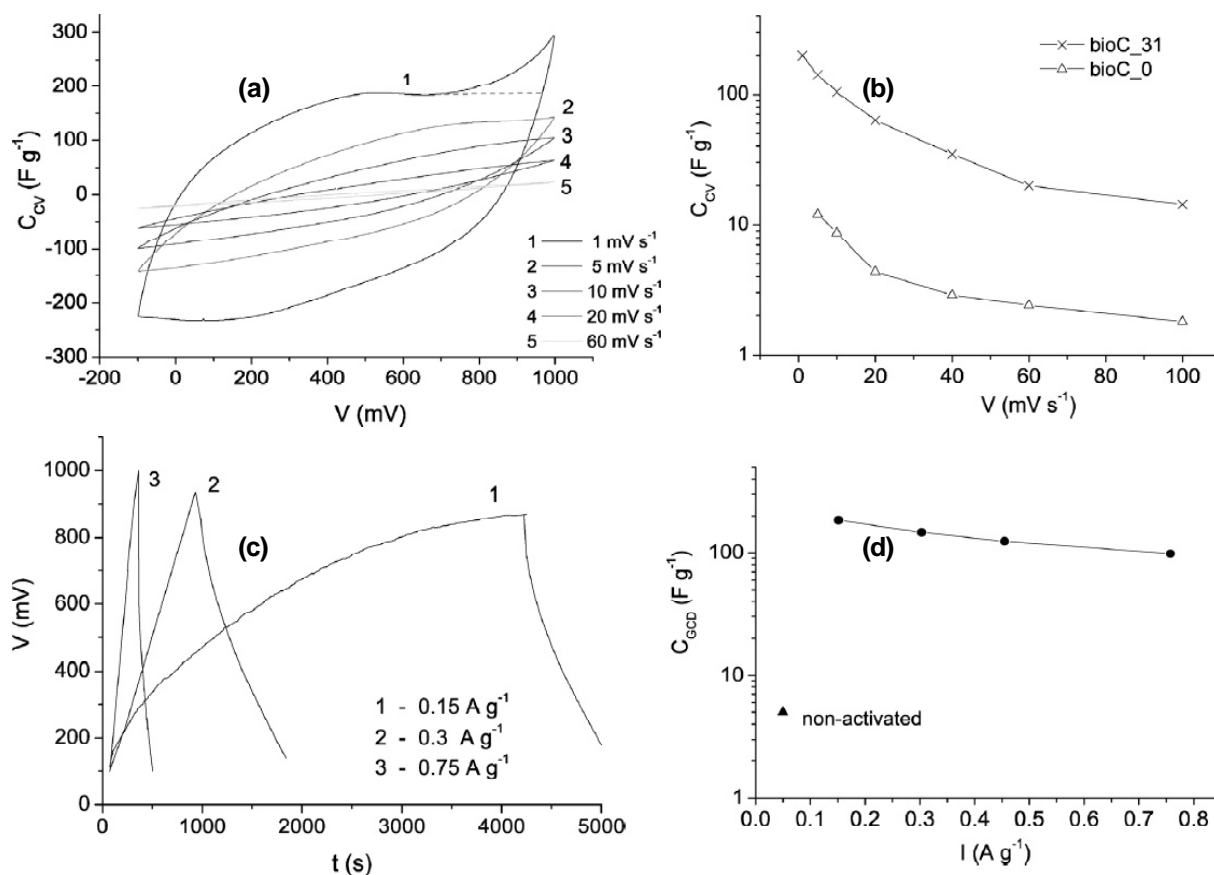 300
200
100
0
-100
-200
-300
C_CV (F g⁻¹)
(a)
1
2
3
4
5
1 1 mV s⁻¹
2 5 mV s⁻¹
3 10 mV s⁻¹
4 20 mV s⁻¹
5 60 mV s⁻¹
-200 0 200 400 600 800 1000
V (mV)
100
10
1
C_CV (F g⁻¹)
(b)
bioC_31
bioC_0
0 20 40 60 80 100
V (mV s⁻¹)
1000
800
600
400
200
0
V (mV)
(c)
3
2
1
1 - 0.15 A g⁻¹
2 - 0.3 A g⁻¹
3 - 0.75 A g⁻¹
0 1000 2000 3000 4000 5000
t (s)
100
10
1
C_GCD (F g⁻¹)
(d)
non-activated
0.0 0.1 0.2 0.3 0.4 0.5 0.6 0.7 0.8
I (A g⁻¹)